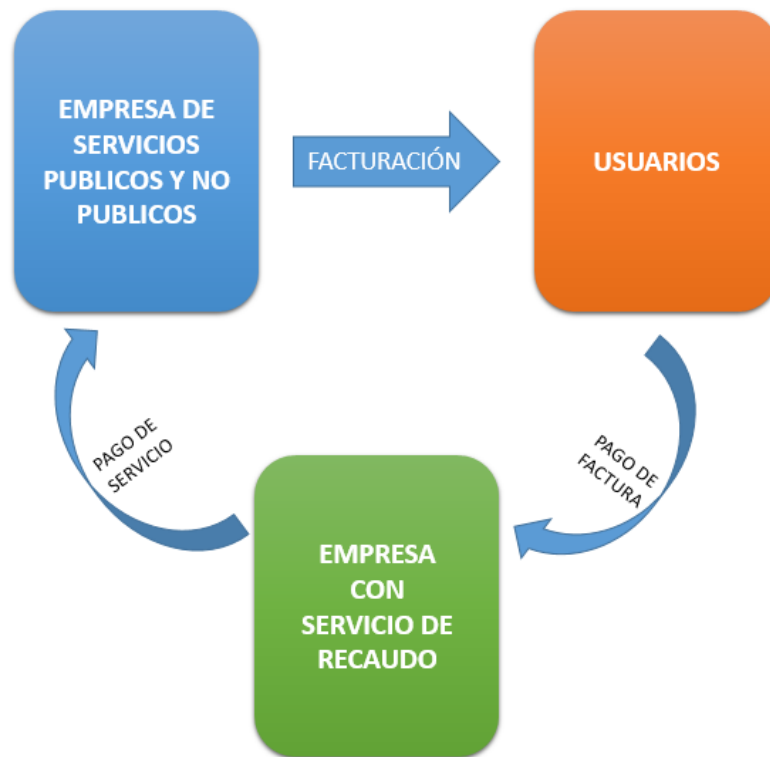 EMPRESA DE
SERVICIOS
PUBLICOS Y NO
PUBLICOS
FACTURACIÓN
USUARIOS
PAGO DE
SERVICIO
PAGO DE
FACTURA
EMPRESA
CON
SERVICIO DE
RECAUDO